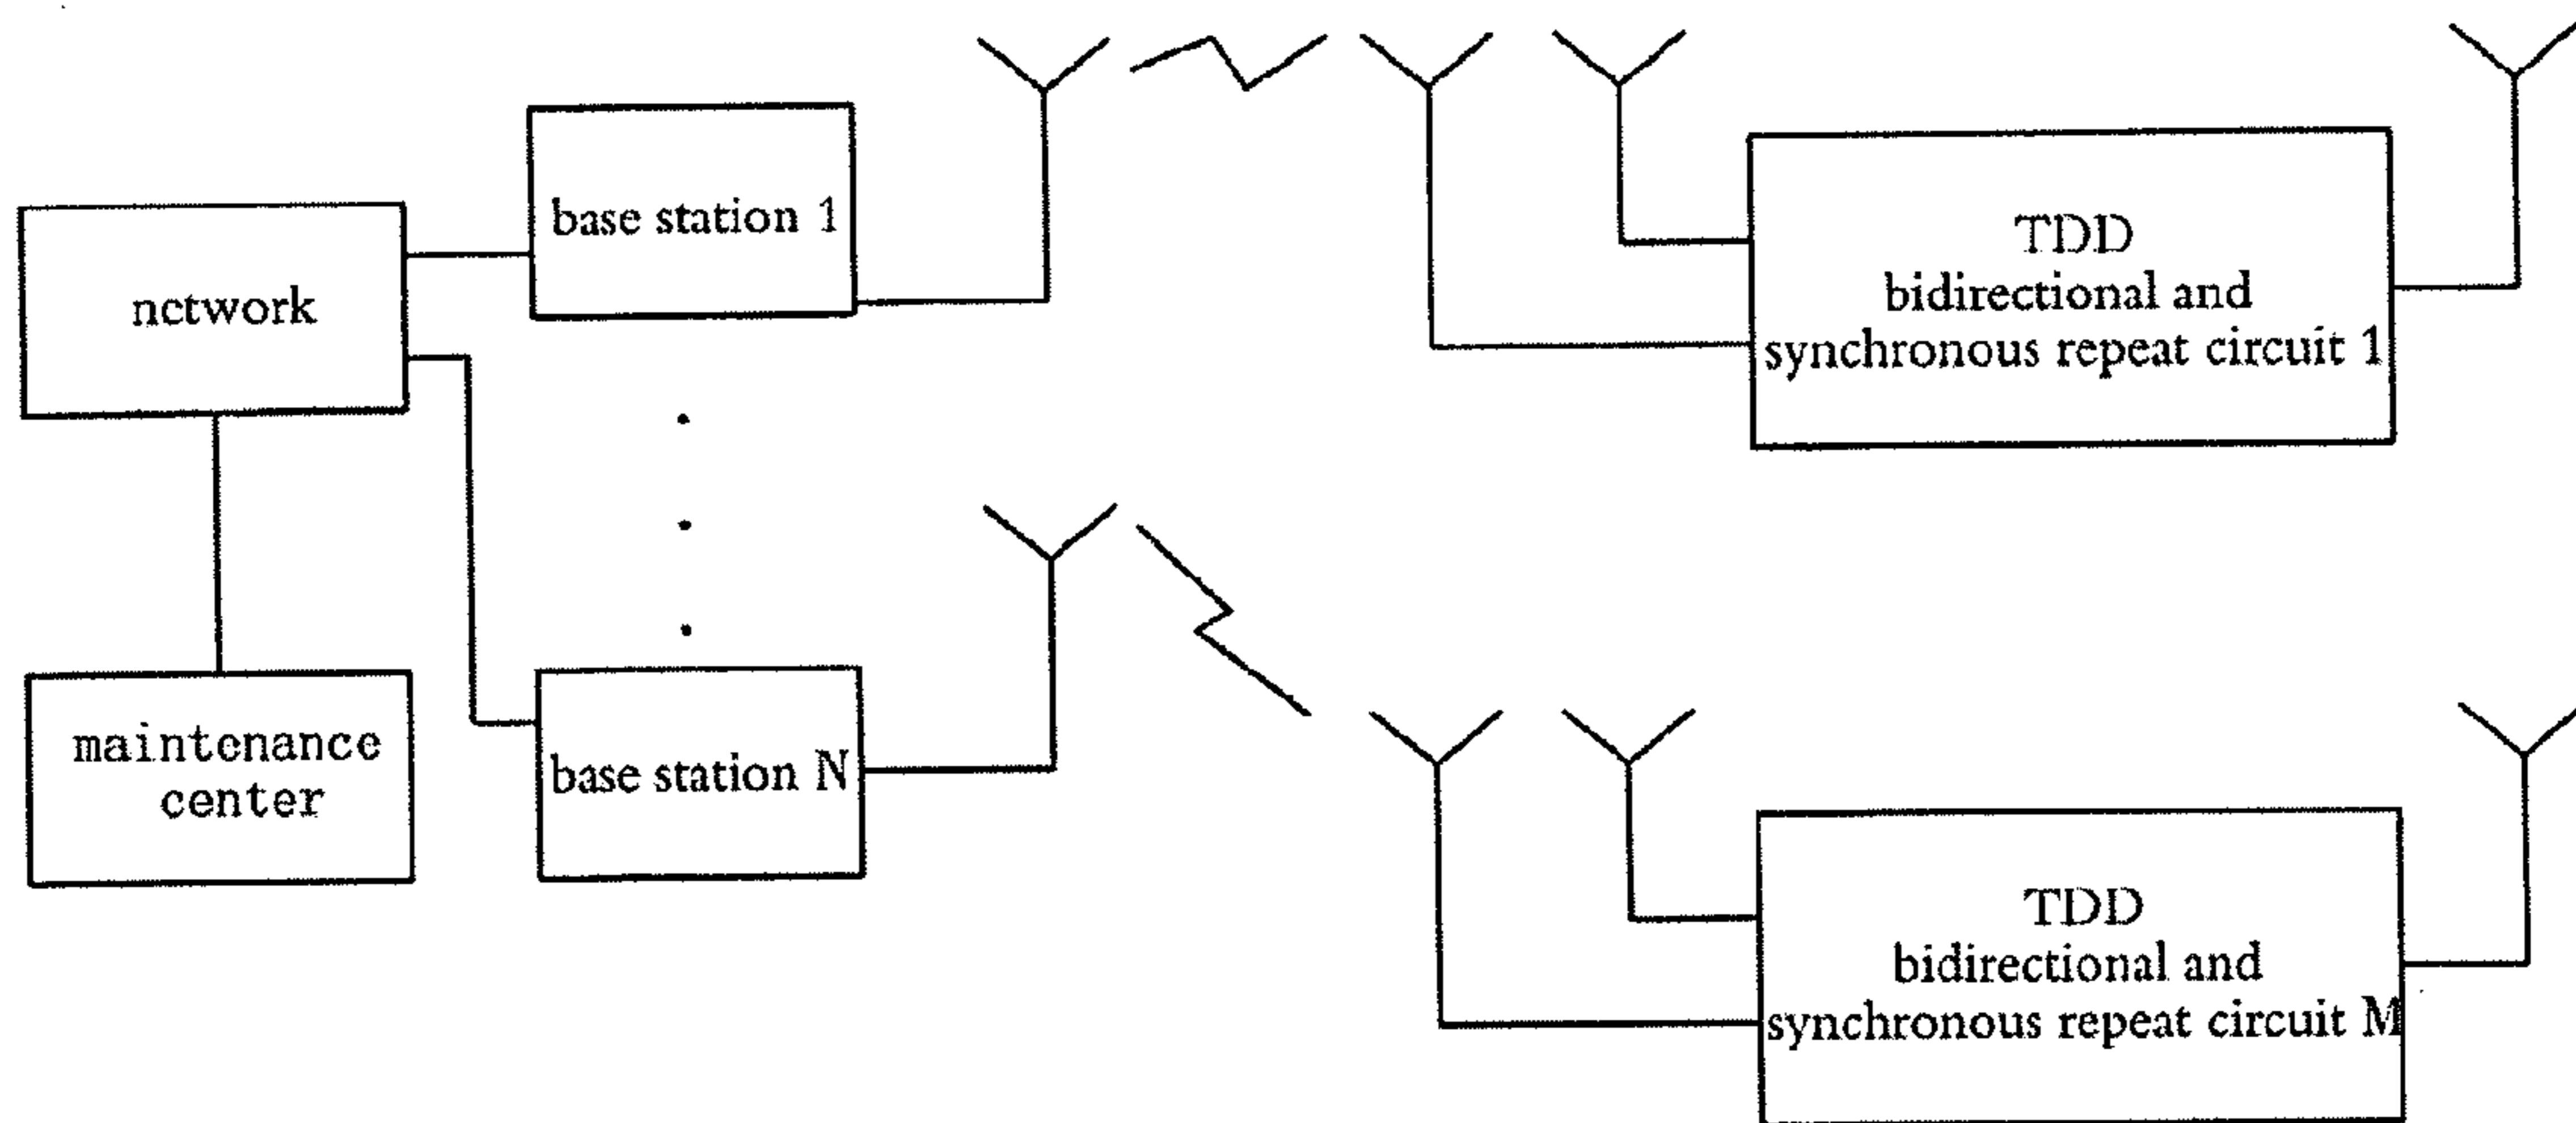 network
base station 1
TDD
bidirectional and
synchronous repeat circuit 1
maintenance
center
base station N
TDD
bidirectional and
synchronous repeat circuit M